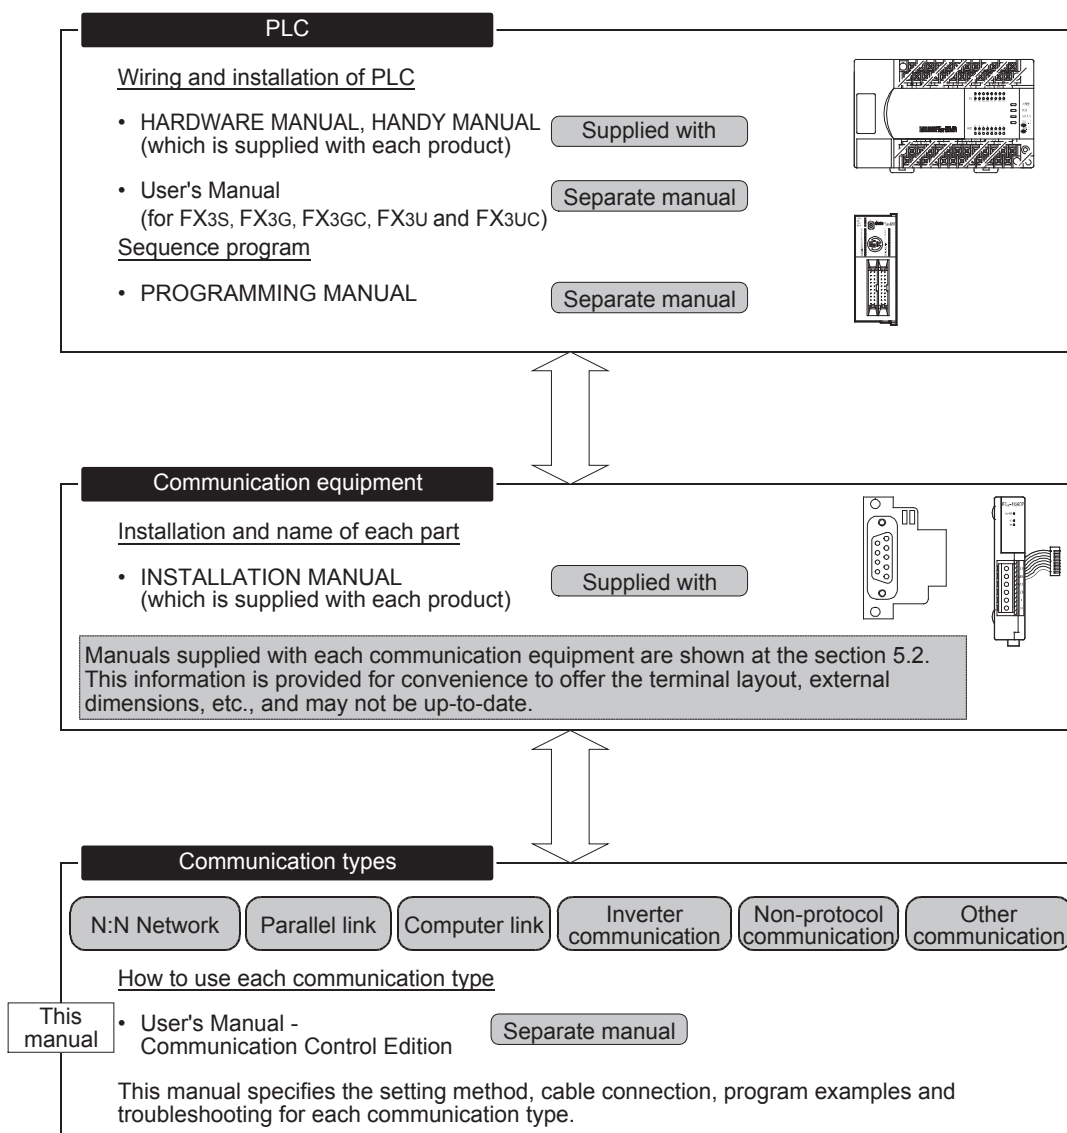 PLC
Wiring and installation of PLC
• HARDWARE MANUAL, HANDY MANUAL
(which is supplied with each product)
Supplied with
• User's Manual
(for FX3S, FX3G, FX3GC, FX3U and FX3UC)
Separate manual
Sequence program
• PROGRAMMING MANUAL
Separate manual
Communication equipment
Installation and name of each part
• INSTALLATION MANUAL
(which is supplied with each product)
Supplied with
Manuals supplied with each communication equipment are shown at the section 5.2.
This information is provided for convenience to offer the terminal layout, external
dimensions, etc., and may not be up-to-date.
Communication types
N:N Network
Parallel link
Computer link
Inverter
communication
Non-protocol
communication
Other
communication
How to use each communication type
This
manual
• User's Manual -
Communication Control Edition
Separate manual
This manual specifies the setting method, cable connection, program examples and
troubleshooting for each communication type.